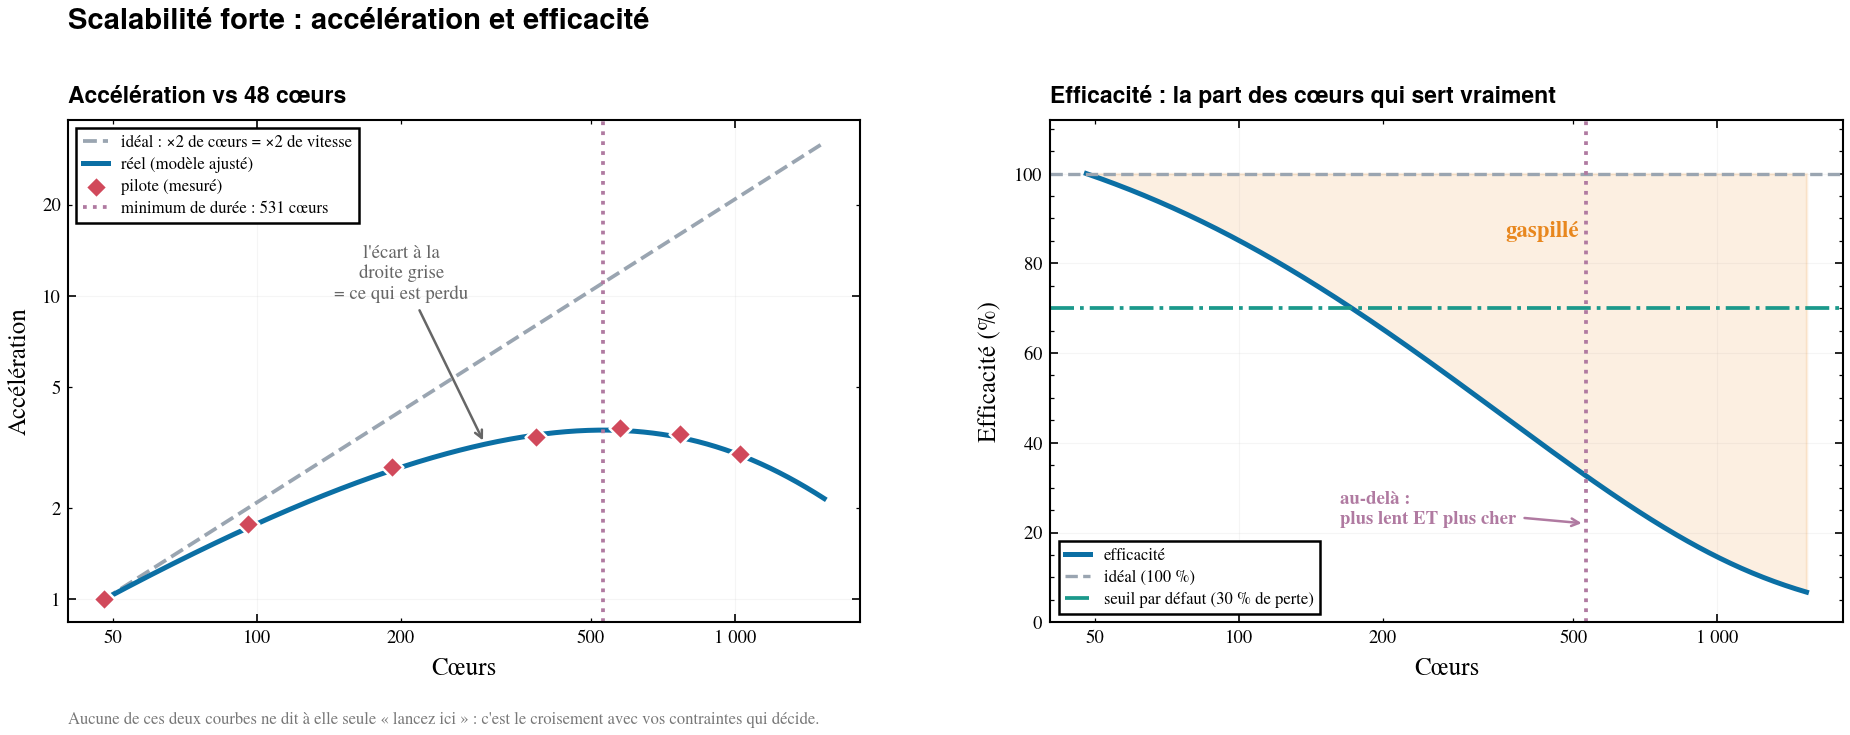 Scalabilité forte : accélération et efficacité
Accélération vs 48 cœurs
idéal : ×2 de cœurs = ×2 de vitesse
réel (modèle ajusté)
pilote (mesuré)
minimum de durée : 531 cœurs
l'écart à la
droite grise
= ce qui est perdu
20
10
5
2
1
Accélération
50
100
200
500
1 000
Cœurs
Efficacité : la part des cœurs qui sert vraiment
gaspillé
au-delà :
plus lent ET plus cher
efficacité
idéal (100 %)
seuil par défaut (30 % de perte)
100
80
60
40
20
0
Efficacité (%)
50
100
200
500
1 000
Cœurs
Aucune de ces deux courbes ne dit à elle seule « lancez ici » : c'est le croisement avec vos contraintes qui décide.